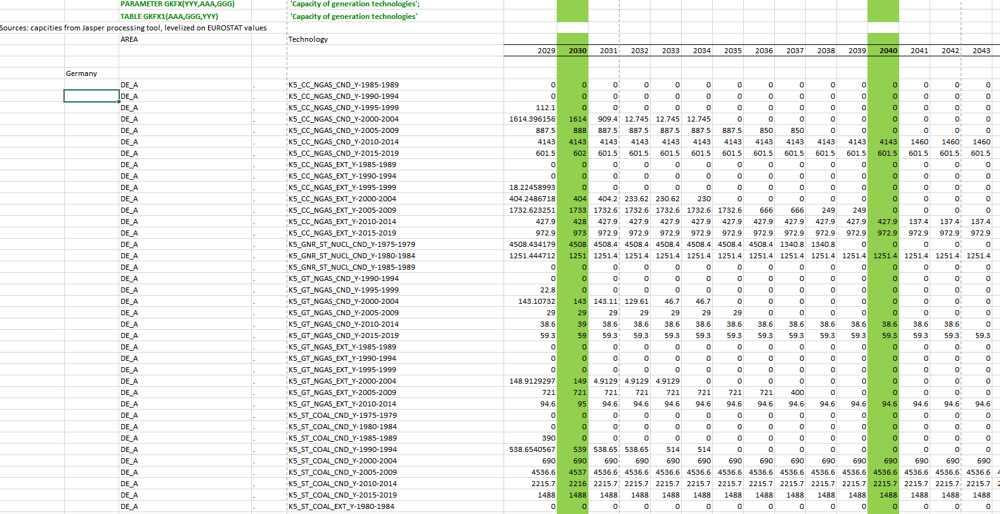 PARAMETER GKFX(YYY,AAA,GGG) 'Capacity of generation technologies';
TABLE GKFX1(AAA,GGG,YYY) 'Capacity of generation technologies'
Sources: capcities from Jasper processing tool, levelized on EUROSTAT values
AREA Technology
2029 2030 2031 2032 2033 2034 2035 2036 2037 2038 2039 2040 2041 2042 2043
Germany
DE_A . K5_CC_NGAS_CND_Y-1985-1989 0 0 0 0 0 0 0 0 0 0 0 0 0 0 0
DE_A . K5_CC_NGAS_CND_Y-1990-1994 0 0 0 0 0 0 0 0 0 0 0 0 0 0 0
DE_A . K5_CC_NGAS_CND_Y-1995-1999 112.1 0 0 0 0 0 0 0 0 0 0 0 0 0 0
DE_A . K5_CC_NGAS_CND_Y-2000-2004 1614.396156 1614 909.4 12.745 12.745 12.745 0 0 0 0 0 0 0 0 0
DE_A . K5_CC_NGAS_CND_Y-2005-2009 887.5 888 887.5 887.5 887.5 887.5 887.5 850 850 0 0 0 0 0 0
DE_A . K5_CC_NGAS_CND_Y-2010-2014 4143 4143 4143 4143 4143 4143 4143 4143 4143 4143 4143 4143 1460 1460 1460
DE_A . K5_CC_NGAS_CND_Y-2015-2019 601.5 602 601.5 601.5 601.5 601.5 601.5 601.5 601.5 601.5 601.5 601.5 601.5 601.5 601.5
DE_A . K5_CC_NGAS_EXT_Y-1985-1989 0 0 0 0 0 0 0 0 0 0 0 0 0 0 0
DE_A . K5_CC_NGAS_EXT_Y-1990-1994 0 0 0 0 0 0 0 0 0 0 0 0 0 0 0
DE_A . K5_CC_NGAS_EXT_Y-1995-1999 18.22458993 0 0 0 0 0 0 0 0 0 0 0 0 0 0
DE_A . K5_CC_NGAS_EXT_Y-2000-2004 404.2486718 404 404.2 233.62 230.62 230 0 0 0 0 0 0 0 0 0
DE_A . K5_CC_NGAS_EXT_Y-2005-2009 1732.623251 1733 1732.6 1732.6 1732.6 1732.6 1732.6 666 666 249 249 0 0 0 0
DE_A . K5_CC_NGAS_EXT_Y-2010-2014 427.9 428 427.9 427.9 427.9 427.9 427.9 427.9 427.9 427.9 427.9 427.9 137.4 137.4 137.4
DE_A . K5_CC_NGAS_EXT_Y-2015-2019 972.9 973 972.9 972.9 972.9 972.9 972.9 972.9 972.9 972.9 972.9 972.9 972.9 972.9 972.9
DE_A . K5_GNR_ST_NUCL_CND_Y-1975-1979 4508.434179 4508 4508.4 4508.4 4508.4 4508.4 4508.4 4508.4 1340.8 1340.8 0 0 0 0 0
DE_A . K5_GNR_ST_NUCL_CND_Y-1980-1984 1251.444712 1251 1251.4 1251.4 1251.4 1251.4 1251.4 1251.4 1251.4 1251.4 1251.4 1251.4 1251.4 1251.4 1251.4
DE_A . K5_GNR_ST_NUCL_CND_Y-1985-1989 0 0 0 0 0 0 0 0 0 0 0 0 0 0 0
DE_A . K5_GT_NGAS_CND_Y-1990-1994 0 0 0 0 0 0 0 0 0 0 0 0 0 0 0
DE_A . K5_GT_NGAS_CND_Y-1995-1999 22.8 0 0 0 0 0 0 0 0 0 0 0 0 0 0
DE_A . K5_GT_NGAS_CND_Y-2000-2004 143.10732 143 143.11 129.61 46.7 46.7 0 0 0 0 0 0 0 0 0
DE_A . K5_GT_NGAS_CND_Y-2005-2009 29 29 29 29 29 29 29 0 0 0 0 0 0 0 0
DE_A . K5_GT_NGAS_CND_Y-2010-2014 38.6 39 38.6 38.6 38.6 38.6 38.6 38.6 38.6 38.6 38.6 38.6 38.6 38.6 0
DE_A . K5_GT_NGAS_CND_Y-2015-2019 59.3 59 59.3 59.3 59.3 59.3 59.3 59.3 59.3 59.3 59.3 59.3 59.3 59.3 59.3
DE_A . K5_GT_NGAS_EXT_Y-1985-1989 0 0 0 0 0 0 0 0 0 0 0 0 0 0 0
DE_A . K5_GT_NGAS_EXT_Y-1990-1994 0 0 0 0 0 0 0 0 0 0 0 0 0 0 0
DE_A . K5_GT_NGAS_EXT_Y-1995-1999 0 0 0 0 0 0 0 0 0 0 0 0 0 0 0
DE_A . K5_GT_NGAS_EXT_Y-2000-2004 148.9129297 149 4.9129 4.9129 4.9129 0 0 0 0 0 0 0 0 0 0
DE_A . K5_GT_NGAS_EXT_Y-2005-2009 721 721 721 721 721 721 721 721 400 0 0 0 0 0 0
DE_A . K5_GT_NGAS_EXT_Y-2010-2014 94.6 95 94.6 94.6 94.6 94.6 94.6 94.6 94.6 94.6 94.6 94.6 94.6 94.6 94.6
DE_A . K5_ST_COAL_CND_Y-1975-1979 0 0 0 0 0 0 0 0 0 0 0 0 0 0 0
DE_A . K5_ST_COAL_CND_Y-1980-1984 0 0 0 0 0 0 0 0 0 0 0 0 0 0 0
DE_A . K5_ST_COAL_CND_Y-1985-1989 390 0 0 0 0 0 0 0 0 0 0 0 0 0 0
DE_A . K5_ST_COAL_CND_Y-1990-1994 538.6540567 539 538.65 538.65 514 514 0 0 0 0 0 0 0 0 0
DE_A . K5_ST_COAL_CND_Y-2000-2004 690 690 690 690 690 690 690 690 690 690 690 690 690 690 690
DE_A . K5_ST_COAL_CND_Y-2005-2009 4536.6 4537 4536.6 4536.6 4536.6 4536.6 4536.6 4536.6 4536.6 4536.6 4536.6 4536.6 4536.6 4536.6 4536.6
DE_A . K5_ST_COAL_CND_Y-2010-2014 2215.7 2216 2215.7 2215.7 2215.7 2215.7 2215.7 2215.7 2215.7 2215.7 2215.7 2215.7 2215.7 2215.7 2215.7
DE_A . K5_ST_COAL_CND_Y-2015-2019 1488 1488 1488 1488 1488 1488 1488 1488 1488 1488 1488 1488 1488 1488 1488
DE_A . K5_ST_COAL_EXT_Y-1980-1984 0 0 0 0 0 0 0 0 0 0 0 0 0 0 0